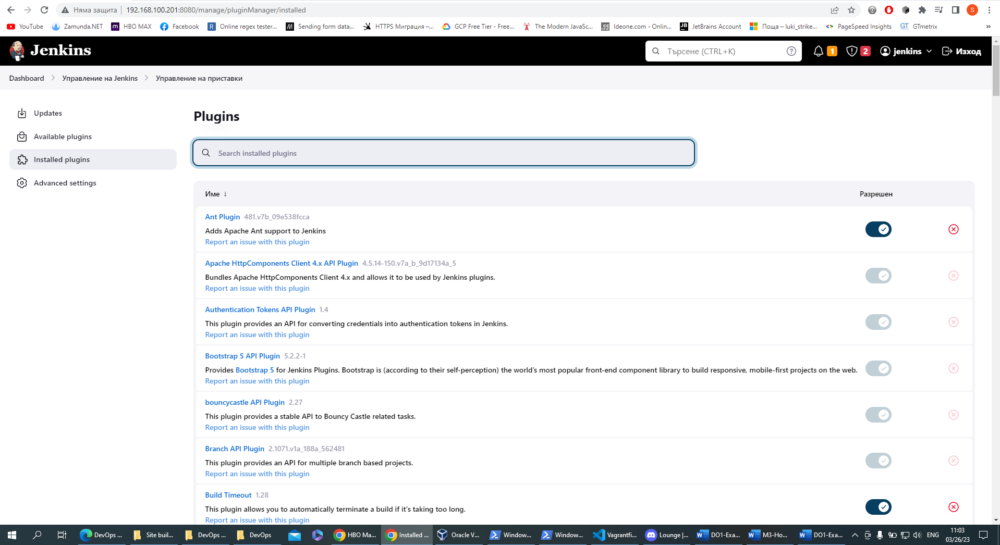 Няма защита 192.168.100.201:8080/manage/pluginManager/installed S
YouTube Zamunda.NET HBO MAX Facebook Online regex tester... Sending form data... HTTPS Миграция –... GCP Free Tier - Free... The Modern JavaSc... Ideone.com - Onlin... JetBrains Account Поща – luki_strike... PageSpeed Insights GTmetrix »
Jenkins Търсене (CTRL+K) 1 2 jenkins Изход
Dashboard Управление на Jenkins Управление на приставки
Updates
Available plugins
Installed plugins
Advanced settings
Plugins
Search installed plugins
Име ↓ Разрешен
Ant Plugin 481.v7b_09e538fcca
Adds Apache Ant support to Jenkins
Report an issue with this plugin
Apache HttpComponents Client 4.x API Plugin 4.5.14-150.v7a_b_9d17134a_5
Bundles Apache HttpComponents Client 4.x and allows it to be used by Jenkins plugins.
Report an issue with this plugin
Authentication Tokens API Plugin 1.4
This plugin provides an API for converting credentials into authentication tokens in Jenkins.
Report an issue with this plugin
Bootstrap 5 API Plugin 5.2.2-1
Provides Bootstrap 5 for Jenkins Plugins. Bootstrap is (according to their self-perception) the world's most popular front-end component library to build responsive, mobile-first projects on the web.
Report an issue with this plugin
bouncycastle API Plugin 2.27
This plugin provides a stable API to Bouncy Castle related tasks.
Report an issue with this plugin
Branch API Plugin 2.1071.v1a_188a_562481
This plugin provides an API for multiple branch based projects.
Report an issue with this plugin
Build Timeout 1.28
This plugin allows you to automatically terminate a build if it's taking too long.
Report an issue with this plugin
DevOps ... Site buil... DevOps ... DevOps HBO Ma... Installed ... Oracle V... Window... Window... Vagrantfi... Lounge |... DO1-Exa... M3-Ho... DO1-Exa... ENG 11:03
03/26/23